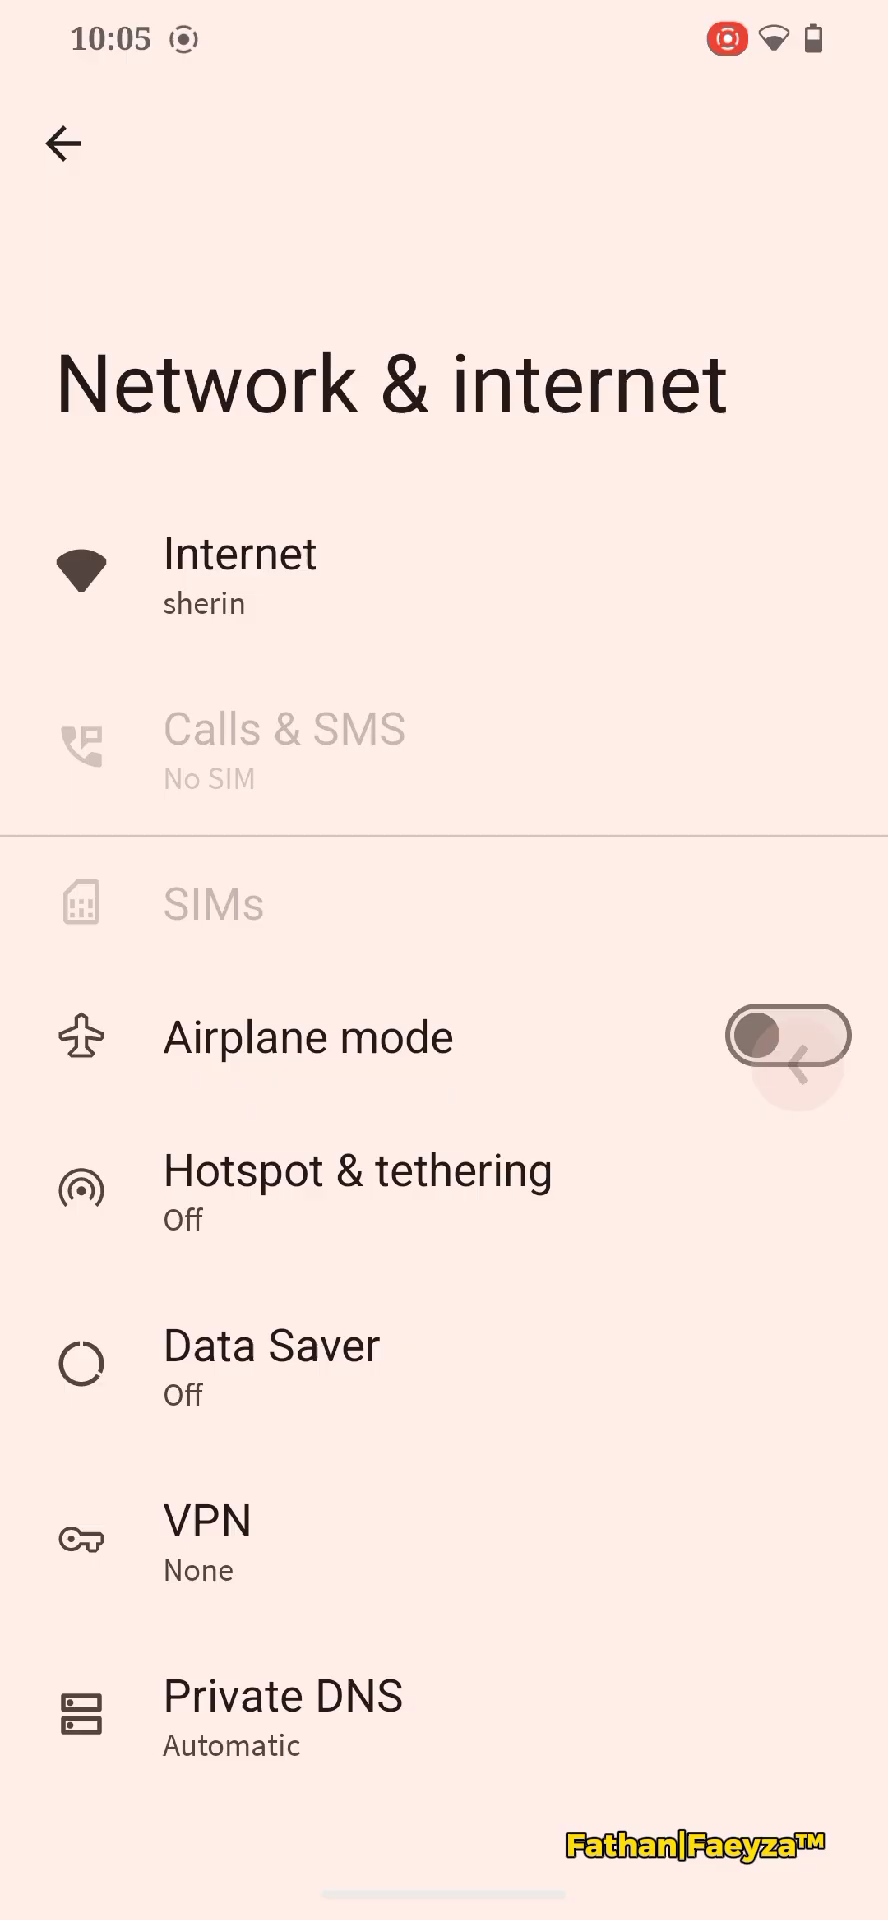 10:05
Network & internet
Internet
sherin
Calls & SMS
No SIM
SIMs
Airplane mode
Hotspot & tethering
Off
Data Saver
Off
VPN
None
Private DNS
Automatic
Fathan|Faeyza™